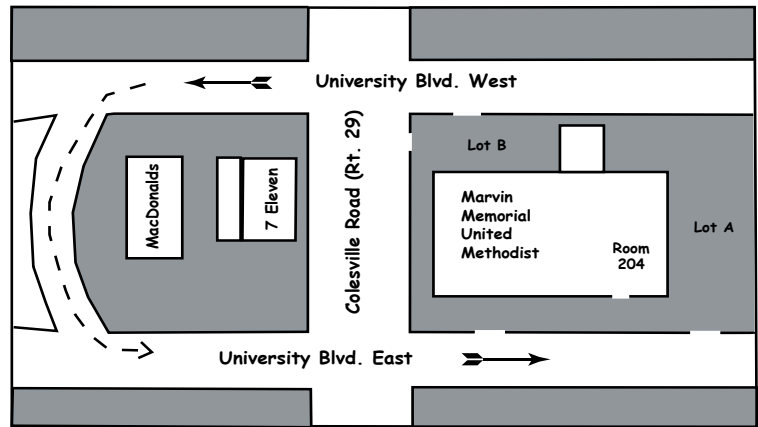 University Blvd. West
Colesville Road (Rt. 29)
MacDonalds
7 Eleven
Lot B
Marvin
Memorial
United
Methodist
Room
204
Lot A
University Blvd. East